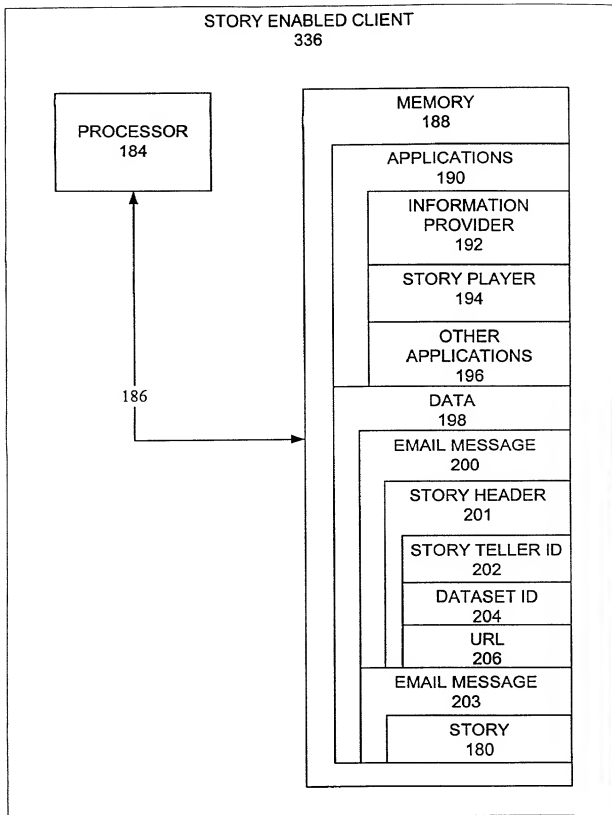 STORY ENABLED CLIENT
336
PROCESSOR
184
186
MEMORY
188
APPLICATIONS
190
INFORMATION
PROVIDER
192
STORY PLAYER
194
OTHER
APPLICATIONS
196
DATA
198
EMAIL MESSAGE
200
STORY HEADER
201
STORY TELLER ID
202
DATASET ID
204
URL
206
EMAIL MESSAGE
203
STORY
180